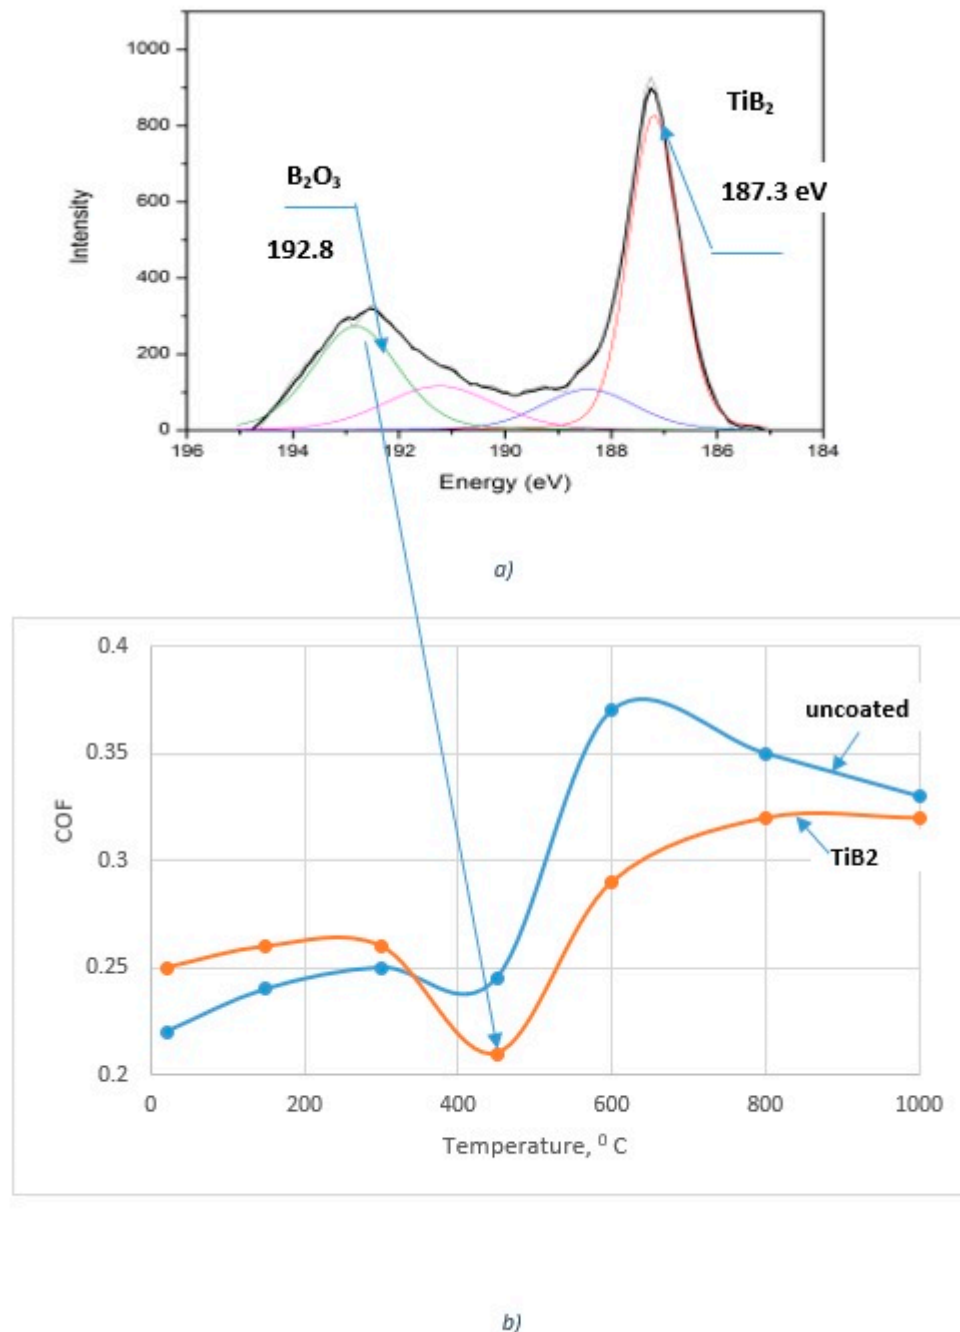 1000
800
600
400
200
0
Intensity
TiB₂
187.3 eV
B₂O₃
192.8
196 194 192 190 188 186 184
Energy (eV)
a)
0.4
0.35
0.3
0.25
0.2
COF
uncoated
TiB2
0 200 400 600 800 1000
Temperature, ⁰ C
b)